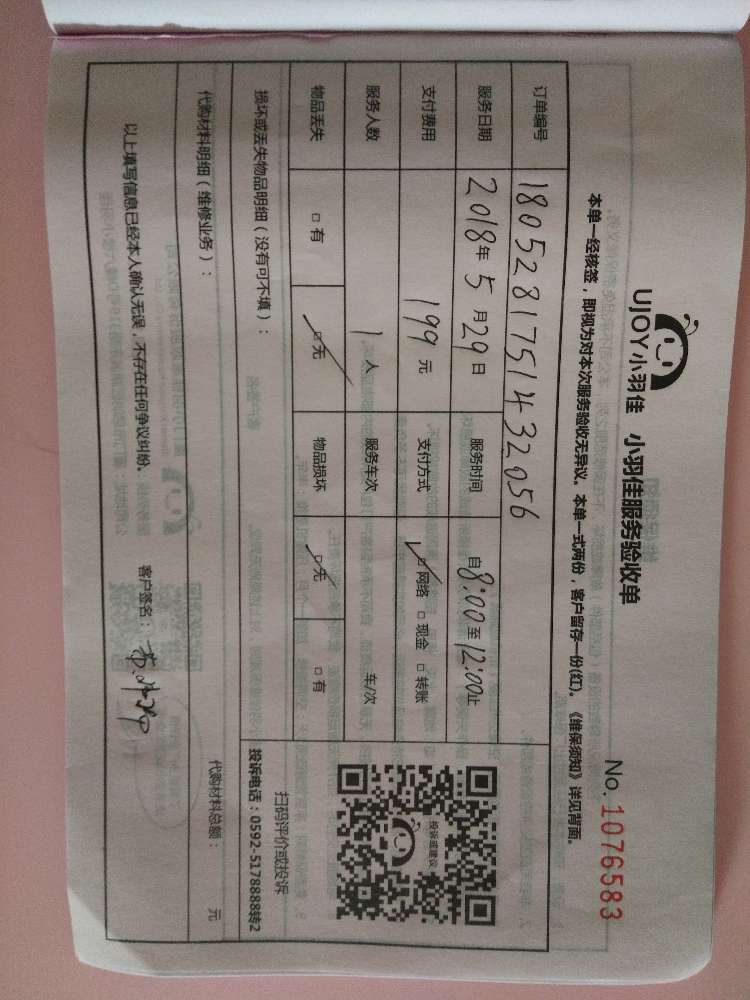 UJOY小羽佳 小羽佳服务验收单
No. 1076583
本单一经核签，即视为对本次服务验收无异议。本单一式两份，客户留存一份(红)。《维保须知》详见背面。
订单编号 180528175143 2056
服务日期 2018年5月29日 服务时间 自8:00至12:00止
支付费用 199元 支付方式 □网络 □现金 □转账
服务人数 1人 服务车次 车/次
物品丢失 □有 □无 物品损坏 □无 □有
投诉或建议
扫码评价或投诉
投诉电话：0592-5178888转2
损坏或丢失物品明细（没有可不填）：
代购材料明细（维修业务）：
代购材料总额： 元
以上填写信息已经本人确认无误，不存在任何争议纠纷。
客户签名：